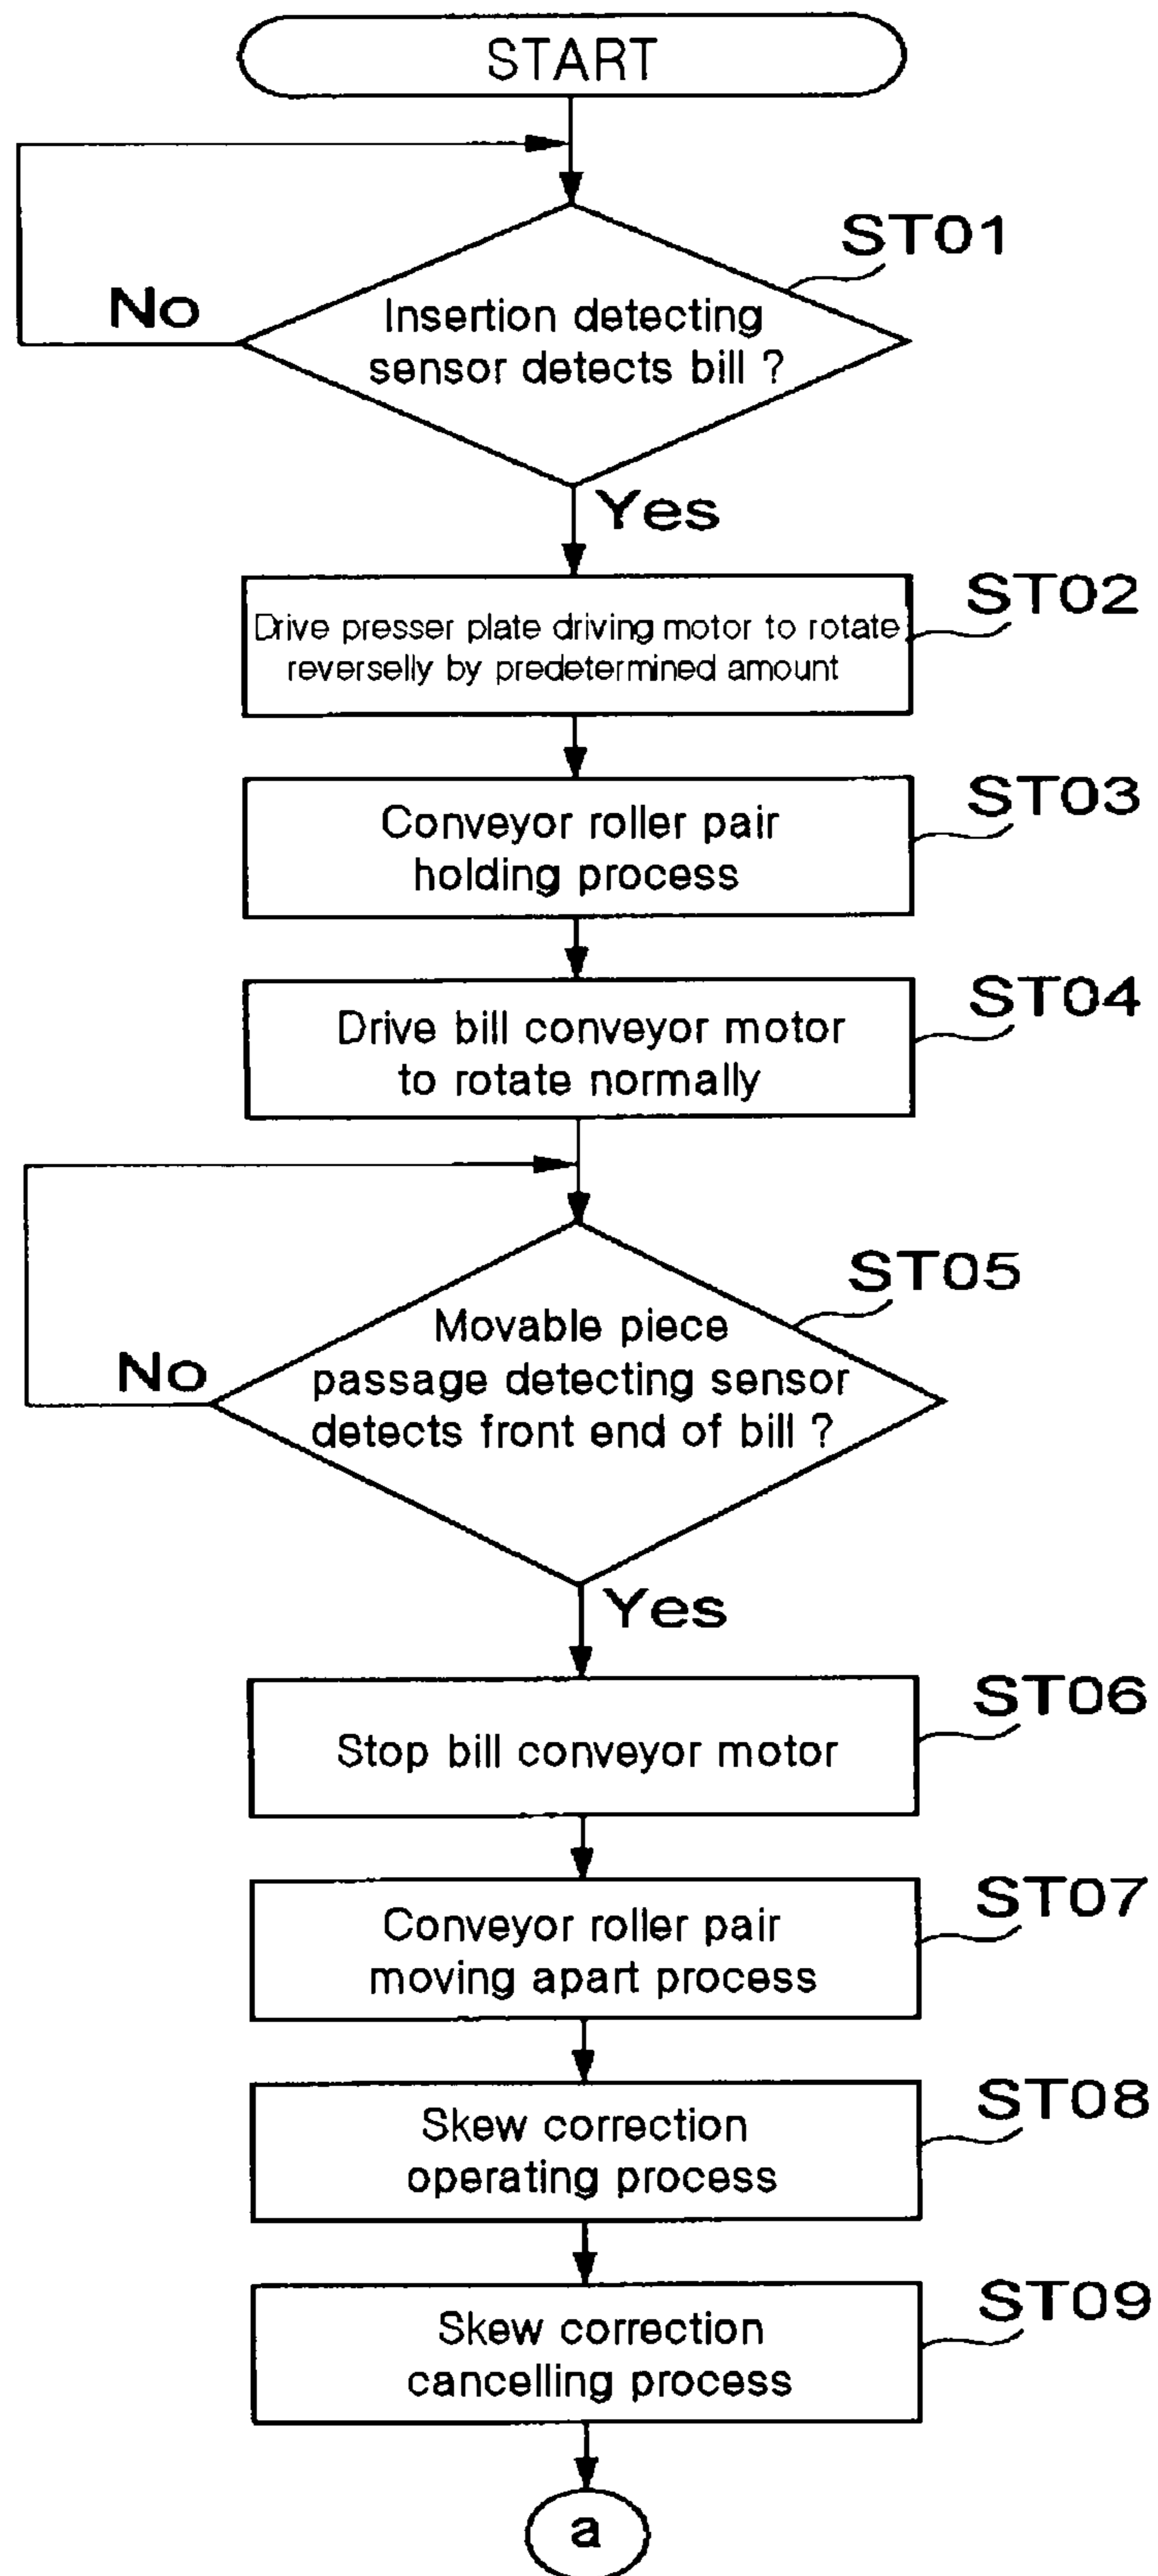 START
ST01
No
Insertion detecting
sensor detects bill ?
Yes
ST02
Drive presser plate driving motor to rotate
reverselly by predetermined amount
ST03
Conveyor roller pair
holding process
ST04
Drive bill conveyor motor
to rotate normally
ST05
No
Movable piece
passage detecting sensor
detects front end of bill ?
Yes
ST06
Stop bill conveyor motor
ST07
Conveyor roller pair
moving apart process
ST08
Skew correction
operating process
ST09
Skew correction
cancelling process
a